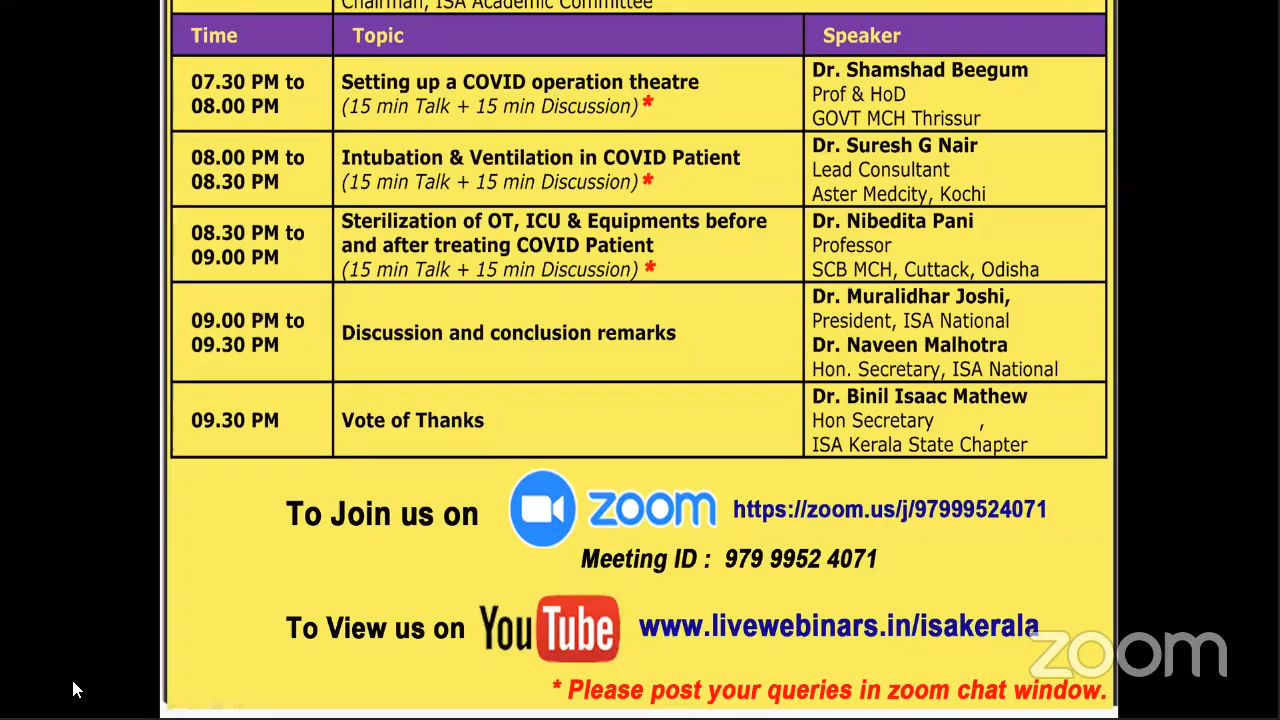 Chairman, ISA Academic Committee
Time Topic Speaker
07.30 PM to
08.00 PM
Setting up a COVID operation theatre
(15 min Talk + 15 min Discussion) *
Dr. Shamshad Beegum
Prof & HoD
GOVT MCH Thrissur
08.00 PM to
08.30 PM
Intubation & Ventilation in COVID Patient
(15 min Talk + 15 min Discussion) *
Dr. Suresh G Nair
Lead Consultant
Aster Medcity, Kochi
08.30 PM to
09.00 PM
Sterilization of OT, ICU & Equipments before
and after treating COVID Patient
(15 min Talk + 15 min Discussion) *
Dr. Nibedita Pani
Professor
SCB MCH, Cuttack, Odisha
09.00 PM to
09.30 PM
Discussion and conclusion remarks
Dr. Muralidhar Joshi,
President, ISA National
Dr. Naveen Malhotra
Hon. Secretary, ISA National
09.30 PM
Vote of Thanks
Dr. Binil Isaac Mathew
Hon Secretary ,
ISA Kerala State Chapter
To Join us on zoom https://zoom.us/j/97999524071
Meeting ID : 979 9952 4071
To View us on YouTube www.livewebinars.in/isakerala
zoom
* Please post your queries in zoom chat window.